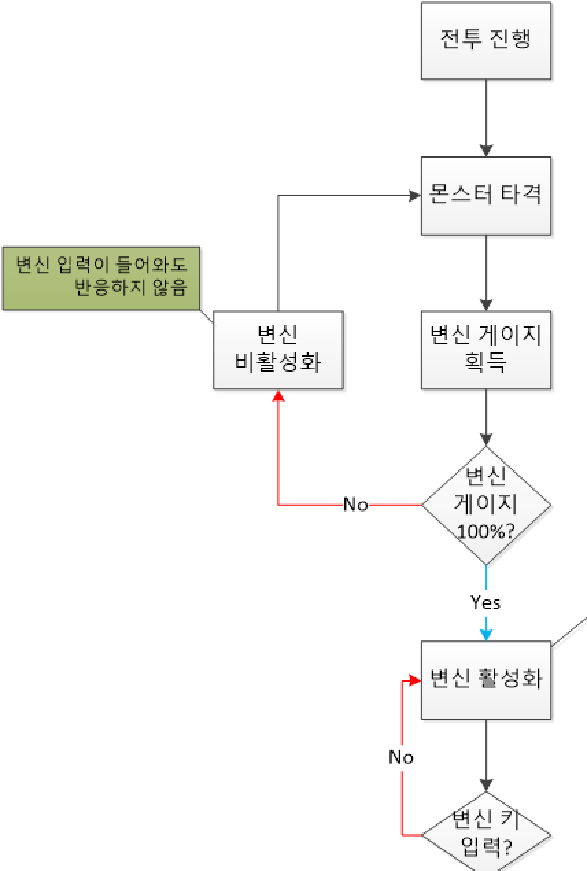 전투 진행
몬스터 타격
변신 입력이 들어와도
반응하지 않음
변신
비활성화
변신 게이지
획득
변신
게이지
100%?
No
Yes
변신 활성화
No
변신 키
입력?